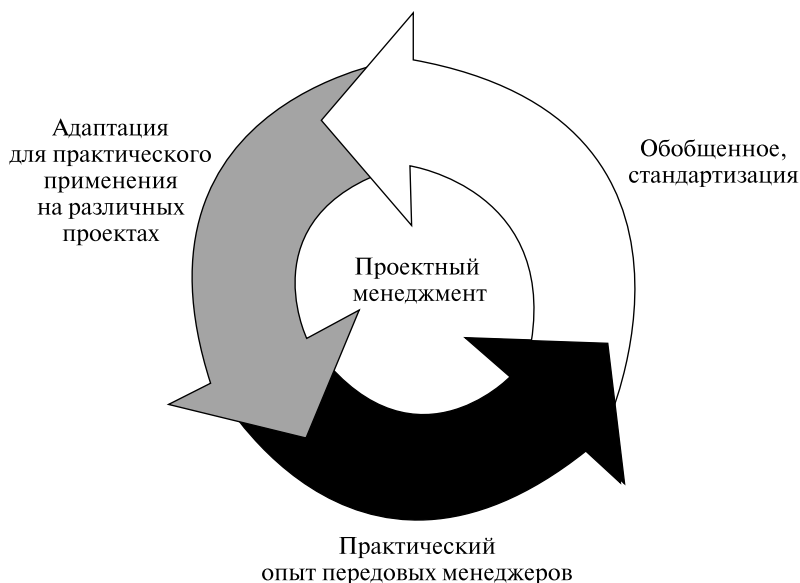 Адаптация
для практического
применения
на различных
проектах
Обобщенное,
стандартизация
Проектный
менеджмент
Практический
опыт передовых менеджеров